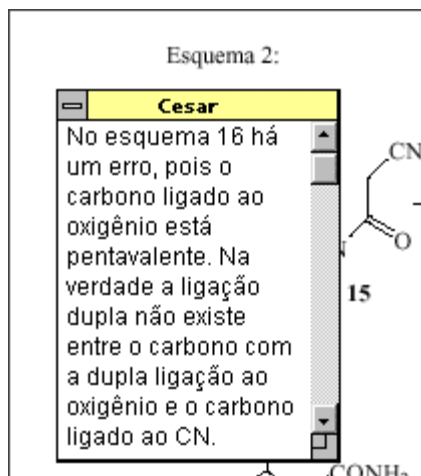 Esquema 2:
Cesar
No esquema 16 há
um erro, pois o
carbono ligado ao
oxigênio está
pentavalente. Na
verdade a ligação
dupla não existe
entre o carbono com
a dupla ligação ao
oxigênio e o carbono
ligado ao CN.
CN
O
N
15
CONH₂